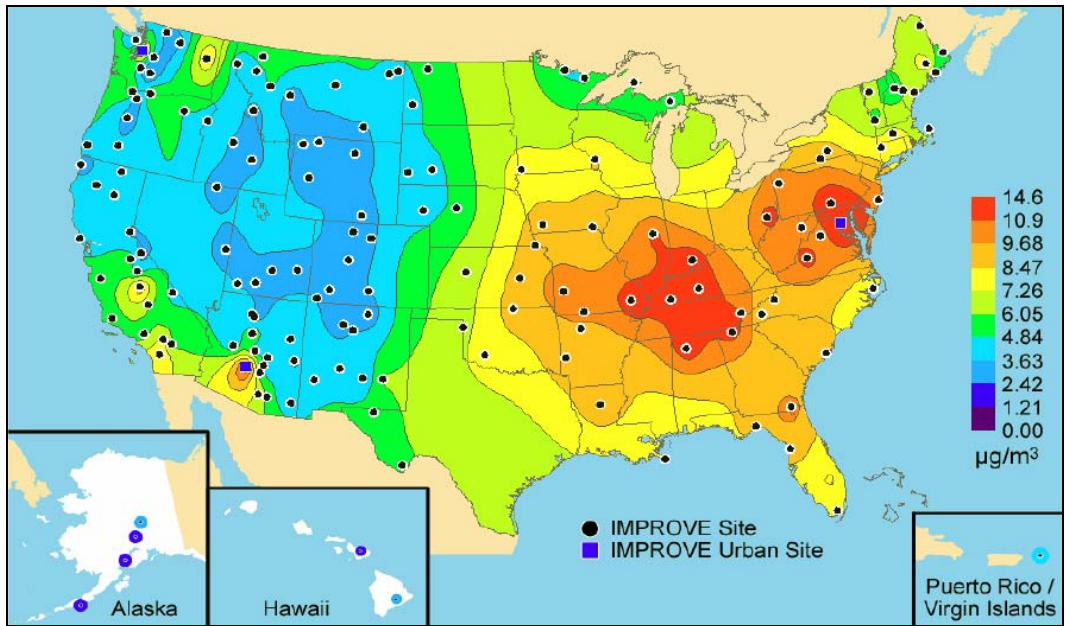 14.6
10.9
9.68
8.47
7.26
6.05
4.84
3.63
2.42
1.21
0.00
µg/m³
IMPROVE Site
IMPROVE Urban Site
Alaska
Hawaii
Puerto Rico /
Virgin Islands